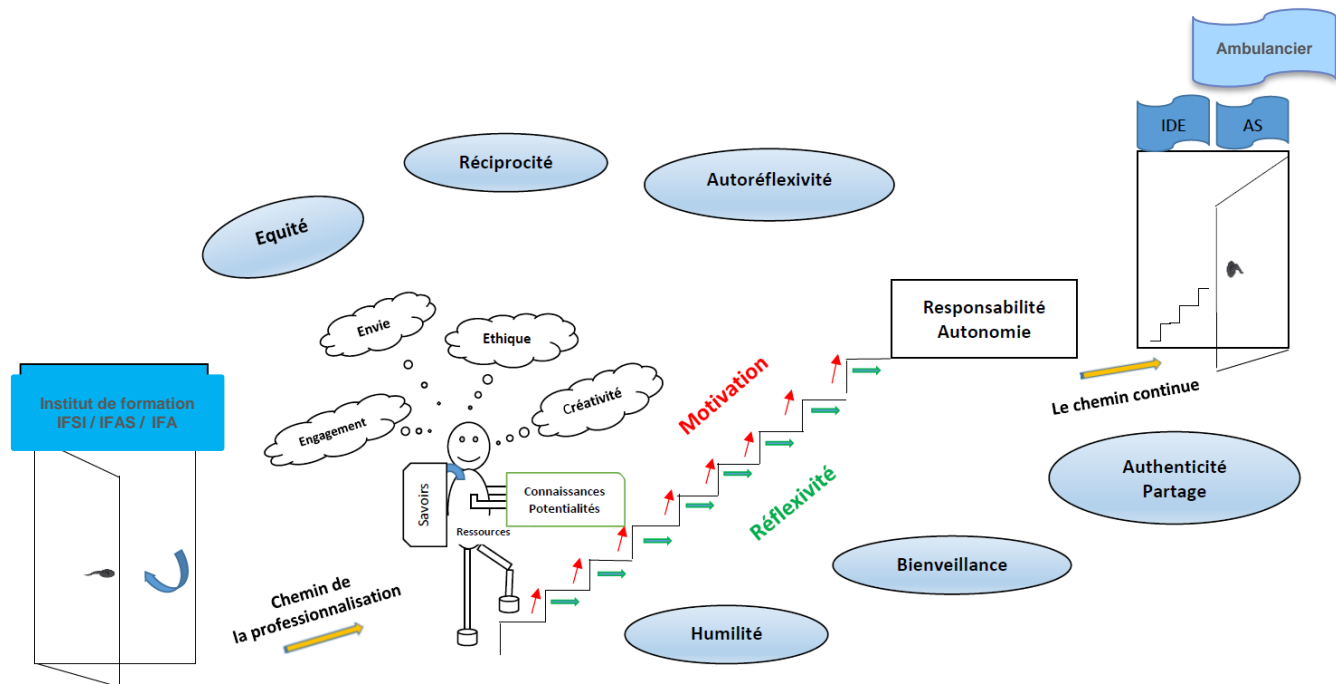 Ambulancier
IDE
AS
Réciprocité
Autoréflexivité
Equité
Envie
Ethique
Créativité
Engagement
Institut de formation
IFSI / IFAS / IFA
Savoirs
Connaissances
Potentialités
Ressources
Motivation
Réflexivité
Responsabilité
Autonomie
Le chemin continue
Authenticité
Partage
Bienveillance
Humilité
Chemin de
la professionnalisation